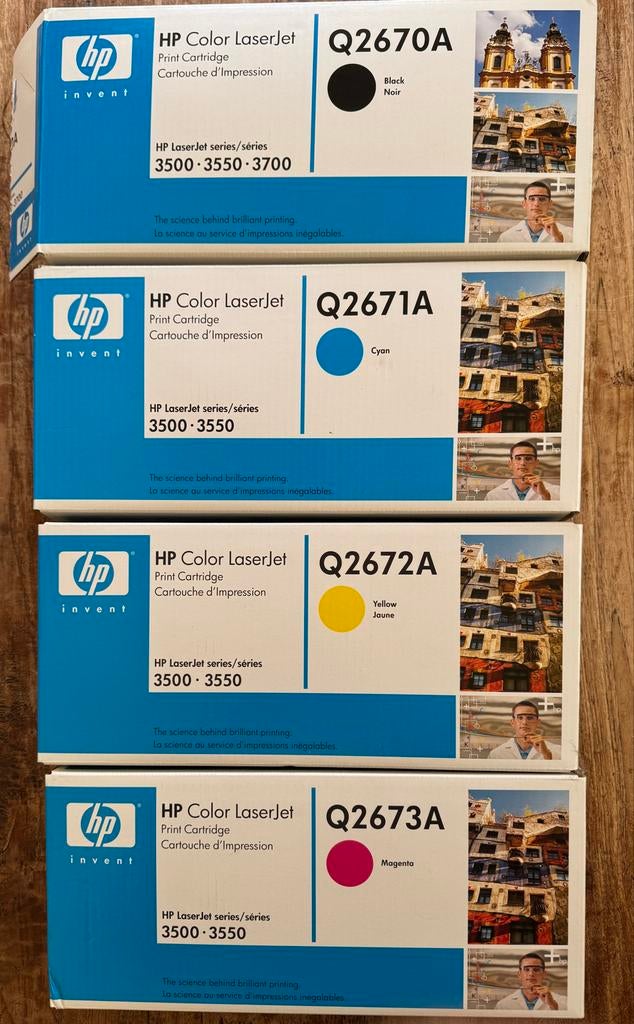 hp
invent
HP Color LaserJet
Print Cartridge
Cartouche d'Impression
HP LaserJet series/séries
3500 · 3550 · 3700
Q2670A
Black
Noir
The science behind brilliant printing.
La science au service d'impressions inégalables.
hp
invent
HP Color LaserJet
Print Cartridge
Cartouche d'Impression
HP LaserJet series/séries
3500 · 3550
Q2671A
Cyan
The science behind brilliant printing.
La science au service d'impressions inégalables.
hp
invent
HP Color LaserJet
Print Cartridge
Cartouche d'Impression
HP LaserJet series/séries
3500 · 3550
Q2672A
Yellow
Jaune
The science behind brilliant printing.
La science au service d'impressions inégalables.
hp
invent
HP Color LaserJet
Print Cartridge
Cartouche d'Impression
HP LaserJet series/séries
3500 · 3550
Q2673A
Magenta
The science behind brilliant printing.
La science au service d'impressions inégalables.